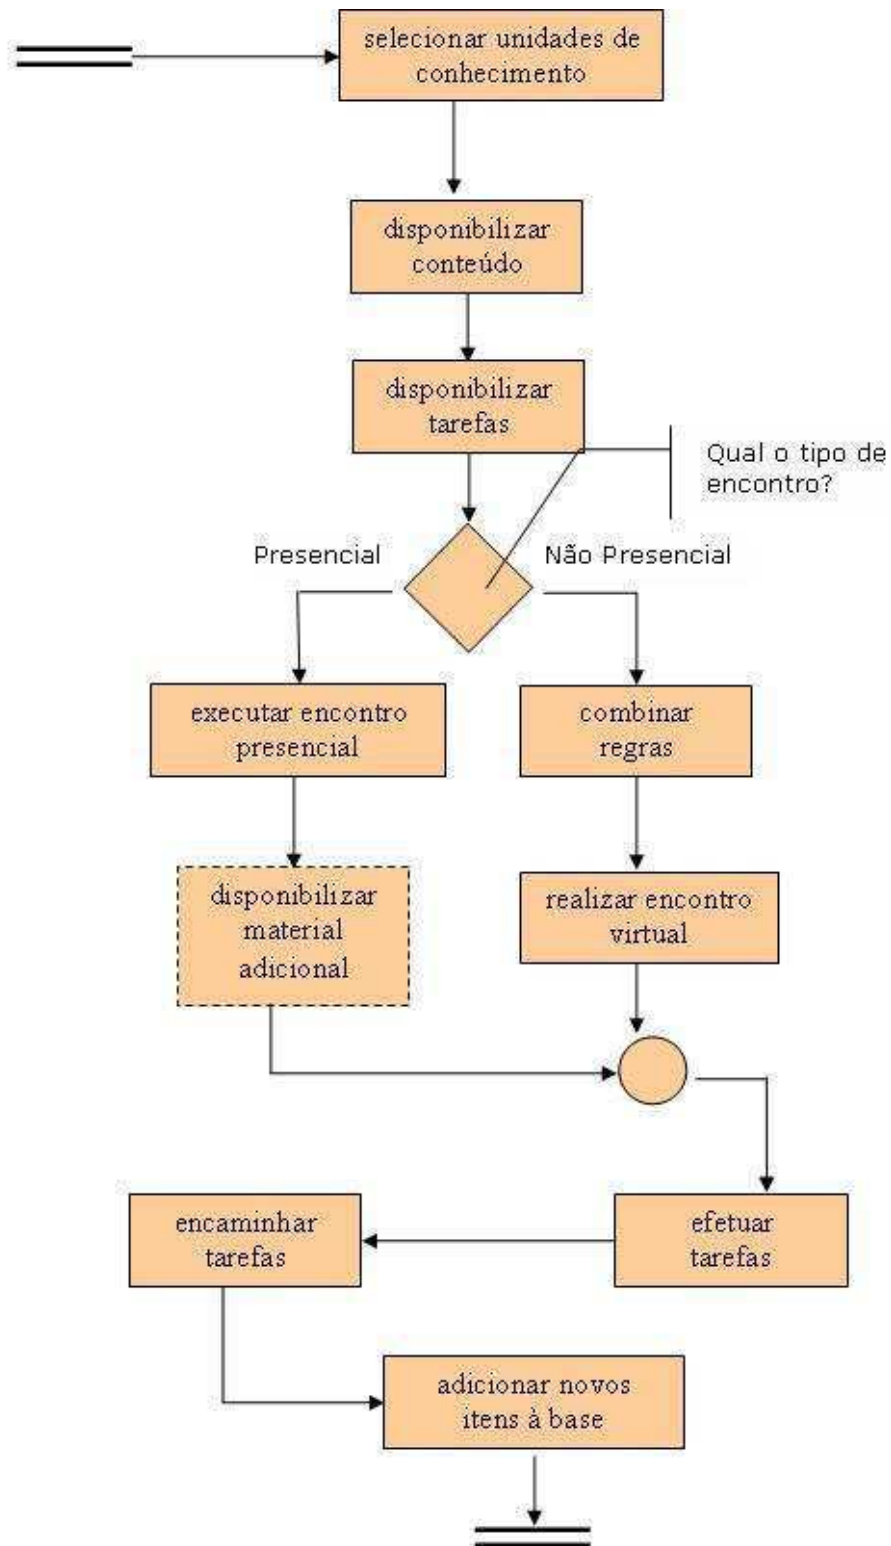 selecionar unidades de
conhecimento
disponibilizar
conteúdo
disponibilizar
tarefas
Qual o tipo de
encontro?
Presencial
Não Presencial
executar encontro
presencial
combinar
regras
disponibilizar
material
adicional
realizar encontro
virtual
encaminhar
tarefas
efetuar
tarefas
adicionar novos
itens à base